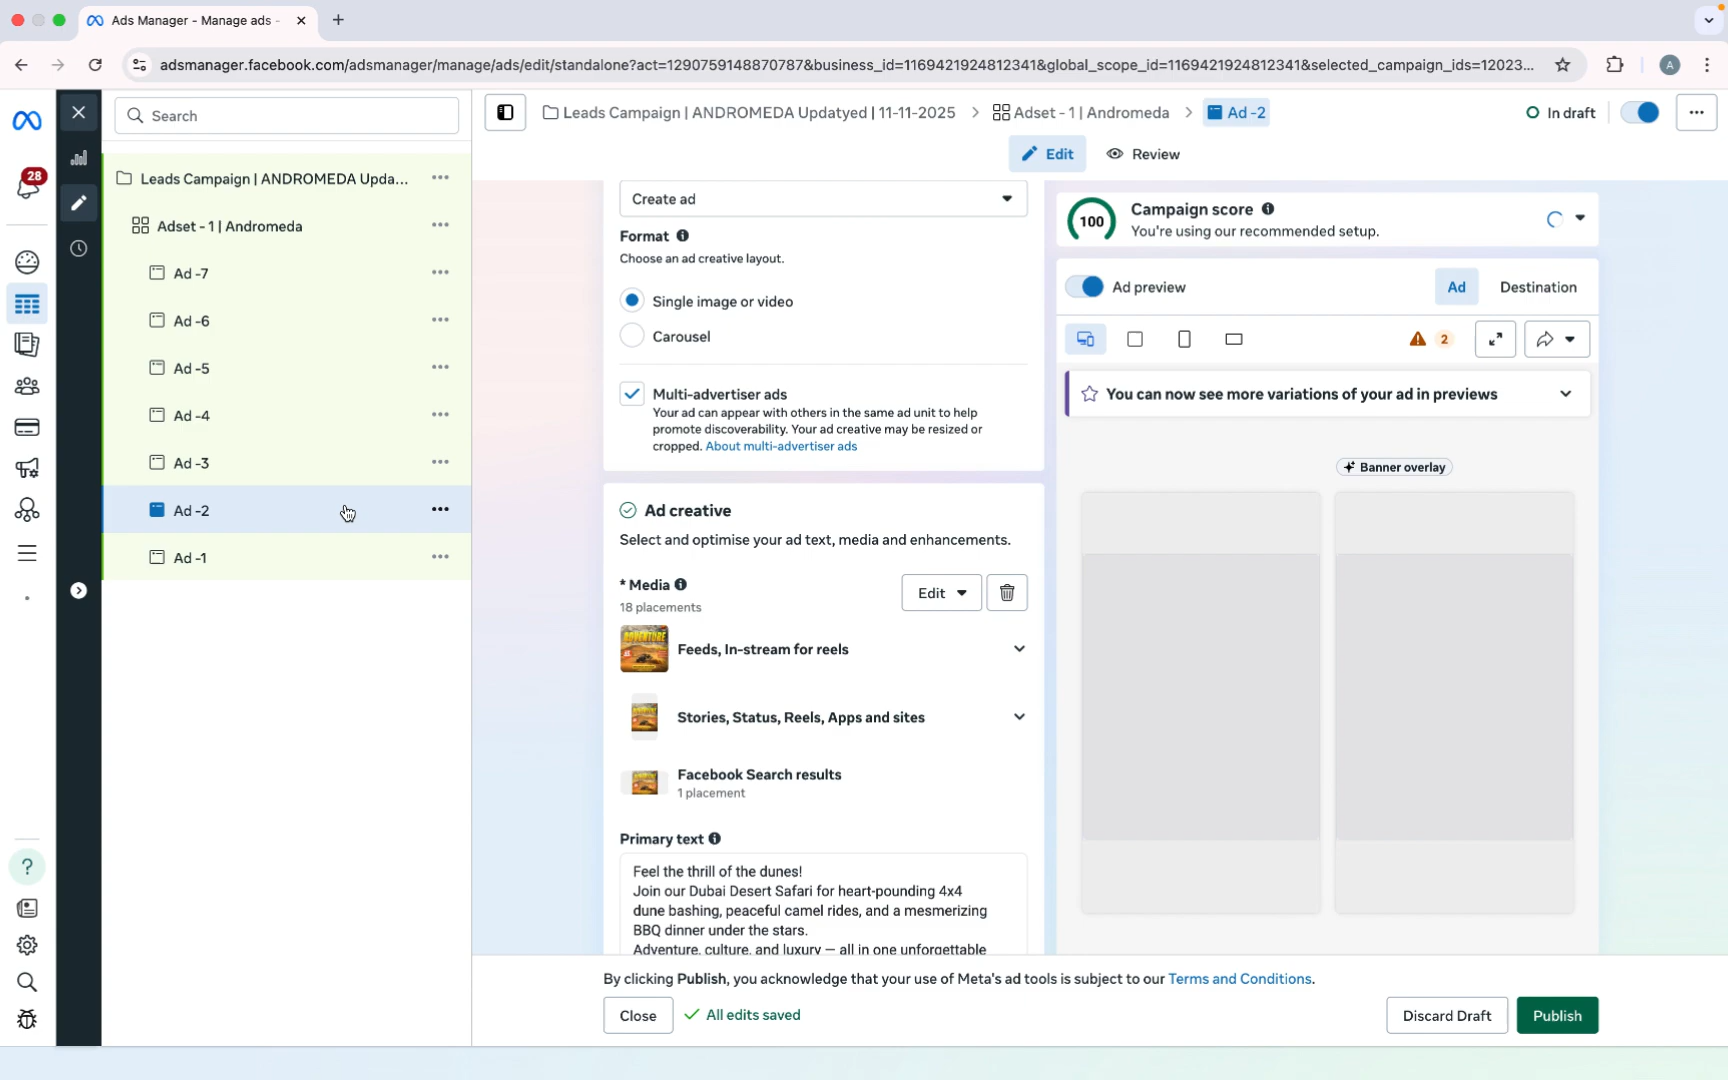 Ads Manager - Manage ads -
adsmanager.facebook.com/adsmanager/manage/ads/edit/standalone?act=1290759148870787&business_id=1169421924812341&global_scope_id=1169421924812341&selected_campaign_ids=12023...
A
28
Search
Leads Campaign | ANDROMEDA Upda...
Adset - 1 | Andromeda
Ad -7
Ad -6
Ad -5
Ad -4
Ad -3
Ad -2
Ad -1
Leads Campaign | ANDROMEDA Updatyed | 11-11-2025
Adset - 1 | Andromeda
Ad -2
In draft
Edit
Review
Create ad
Format
Choose an ad creative layout.
Single image or video
Carousel
Multi-advertiser ads
Your ad can appear with others in the same ad unit to help
promote discoverability. Your ad creative may be resized or
cropped. About multi-advertiser ads
Ad creative
Select and optimise your ad text, media and enhancements.
* Media
18 placements
Edit
ADVENTURE
Feeds, In-stream for reels
Stories, Status, Reels, Apps and sites
Facebook Search results
1 placement
Primary text
Feel the thrill of the dunes!
Join our Dubai Desert Safari for heart-pounding 4x4
dune bashing, peaceful camel rides, and a mesmerizing
BBQ dinner under the stars.
Adventure, culture, and luxury — all in one unforgettable
100
Campaign score
You're using our recommended setup.
Ad preview
Ad
Destination
2
You can now see more variations of your ad in previews
Banner overlay
By clicking Publish, you acknowledge that your use of Meta's ad tools is subject to our Terms and Conditions.
Close
All edits saved
Discard Draft
Publish